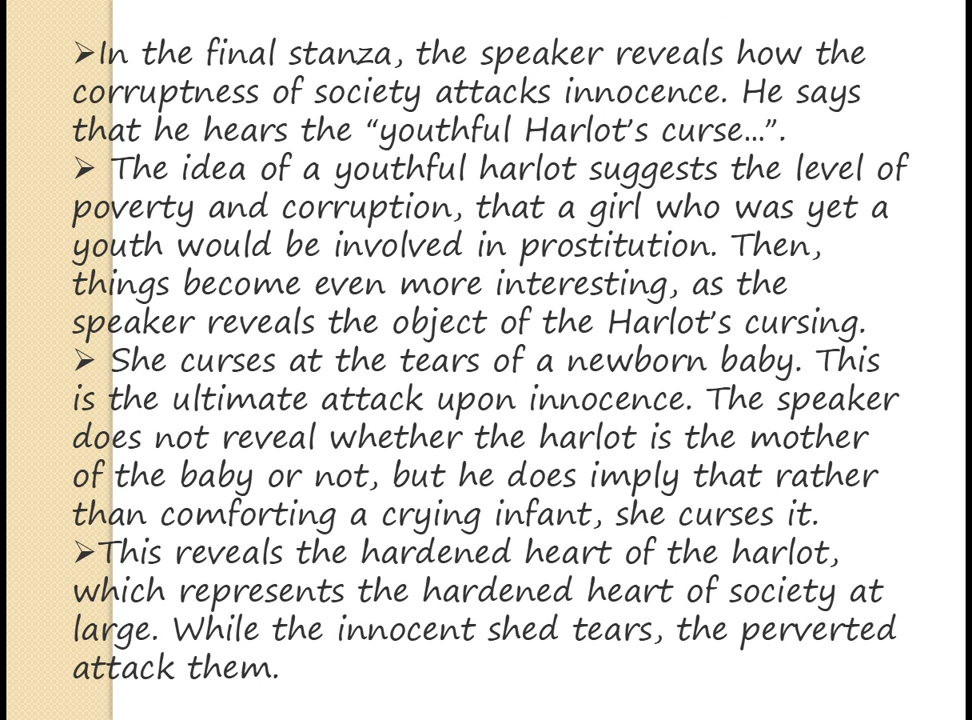 ➢In the final stanza, the speaker reveals how the
corruptness of society attacks innocence. He says
that he hears the “youthful Harlot’s curse…”.
➢ The idea of a youthful harlot suggests the level of
poverty and corruption, that a girl who was yet a
youth would be involved in prostitution. Then,
things become even more interesting, as the
speaker reveals the object of the Harlot’s cursing.
➢ She curses at the tears of a newborn baby. This
is the ultimate attack upon innocence. The speaker
does not reveal whether the harlot is the mother
of the baby or not, but he does imply that rather
than comforting a crying infant, she curses it.
➢This reveals the hardened heart of the harlot,
which represents the hardened heart of society at
large. While the innocent shed tears, the perverted
attack them.